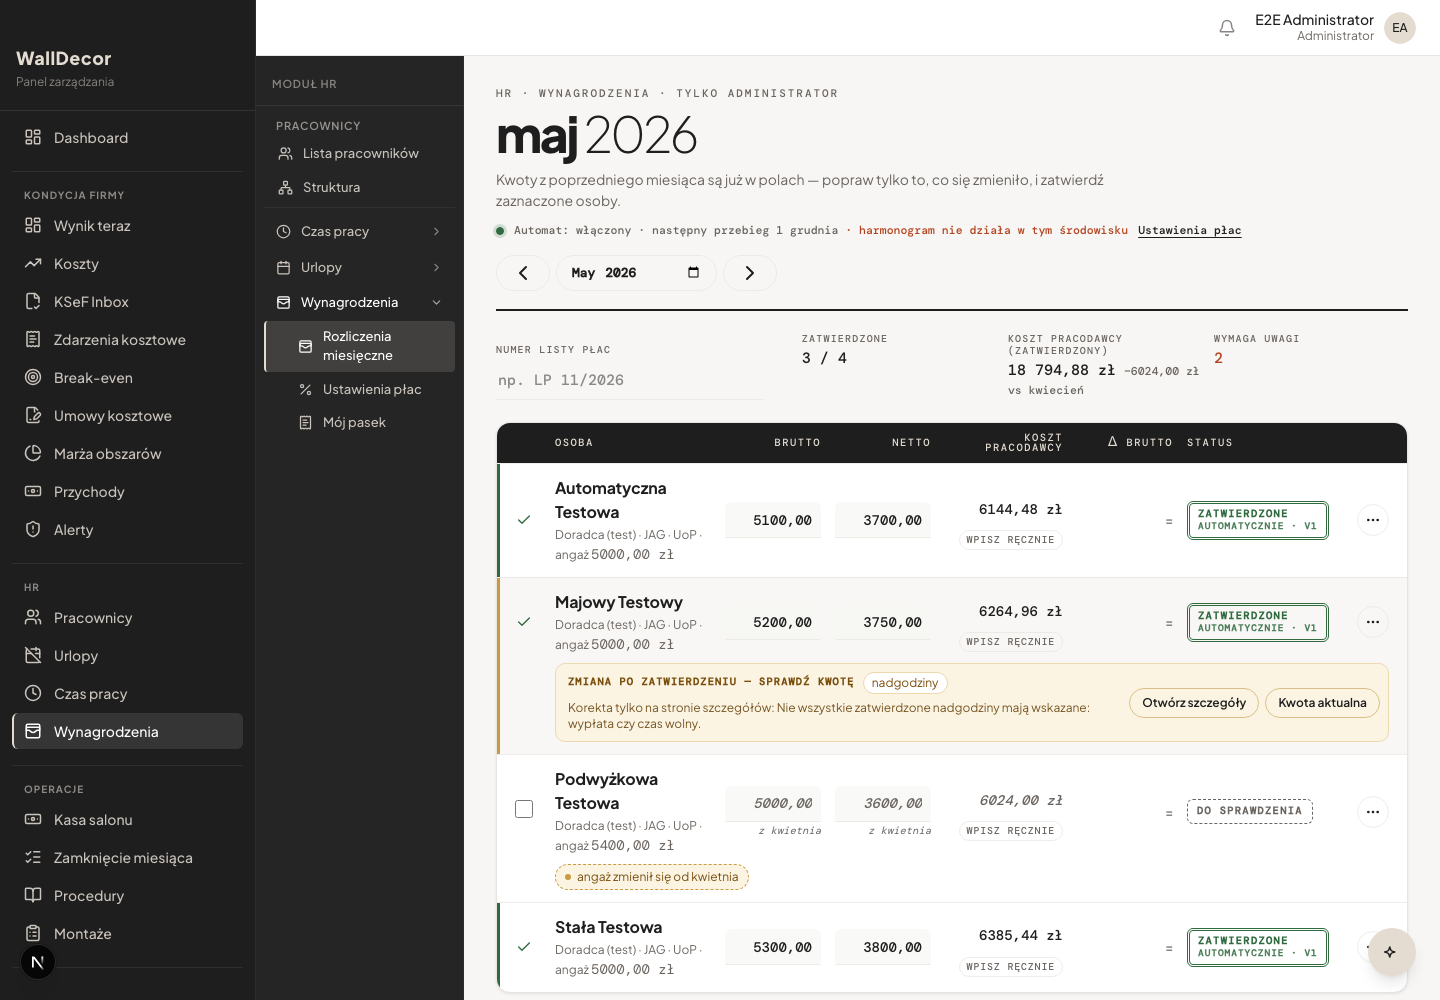 WallDecor
Panel zarządzania
Dashboard
KONDYCJA FIRMY
Wynik teraz
Koszty
KSeF Inbox
Zdarzenia kosztowe
Break-even
Umowy kosztowe
Marża obszarów
Przychody
Alerty
HR
Pracownicy
Urlopy
Czas pracy
Wynagrodzenia
OPERACJE
Kasa salonu
Zamknięcie miesiąca
Procedury
Montaże
N
MODUŁ HR
PRACOWNICY
Lista pracowników
Struktura
Czas pracy
Urlopy
Wynagrodzenia
Rozliczenia
miesięczne
Ustawienia płac
Mój pasek
E2E Administrator
Administrator
EA
HR · WYNAGRODZENIA · TYLKO ADMINISTRATOR
maj 2026
Kwoty z poprzedniego miesiąca są już w polach — popraw tylko to, co się zmieniło, i zatwierdź
zaznaczone osoby.
Automat: włączony · następny przebieg 1 grudnia · harmonogram nie działa w tym środowisku Ustawienia płac
May 2026
NUMER LISTY PŁAC
np. LP 11/2026
ZATWIERDZONE
3 / 4
KOSZT PRACODAWCY
(ZATWIERDZONY)
18 794,88 zł −6024,00 zł
vs kwiecień
WYMAGA UWAGI
2
OSOBA BRUTTO NETTO KOSZT PRACODAWCY Δ BRUTTO STATUS
Automatyczna
Testowa
Doradca (test) · JAG · UoP ·
angaż 5000,00 zł
5100,00
3700,00
6144,48 zł
WPISZ RĘCZNIE
=
ZATWIERDZONE
AUTOMATYCZNIE · V1
Majowy Testowy
Doradca (test) · JAG · UoP ·
angaż 5000,00 zł
5200,00
3750,00
6264,96 zł
WPISZ RĘCZNIE
=
ZATWIERDZONE
AUTOMATYCZNIE · V1
ZMIANA PO ZATWIERDZENIU — SPRAWDŹ KWOTĘ nadgodziny
Korekta tylko na stronie szczegółów: Nie wszystkie zatwierdzone nadgodziny mają wskazane:
wypłata czy czas wolny.
Otwórz szczegóły
Kwota aktualna
Podwyżkowa
Testowa
Doradca (test) · JAG · UoP ·
angaż 5400,00 zł
angaż zmienił się od kwietnia
5000,00
z kwietnia
3600,00
z kwietnia
6024,00 zł
WPISZ RĘCZNIE
=
DO SPRAWDZENIA
Stała Testowa
Doradca (test) · JAG · UoP ·
angaż 5000,00 zł
5300,00
3800,00
6385,44 zł
WPISZ RĘCZNIE
=
ZATWIERDZONE
AUTOMATYCZNIE · V1